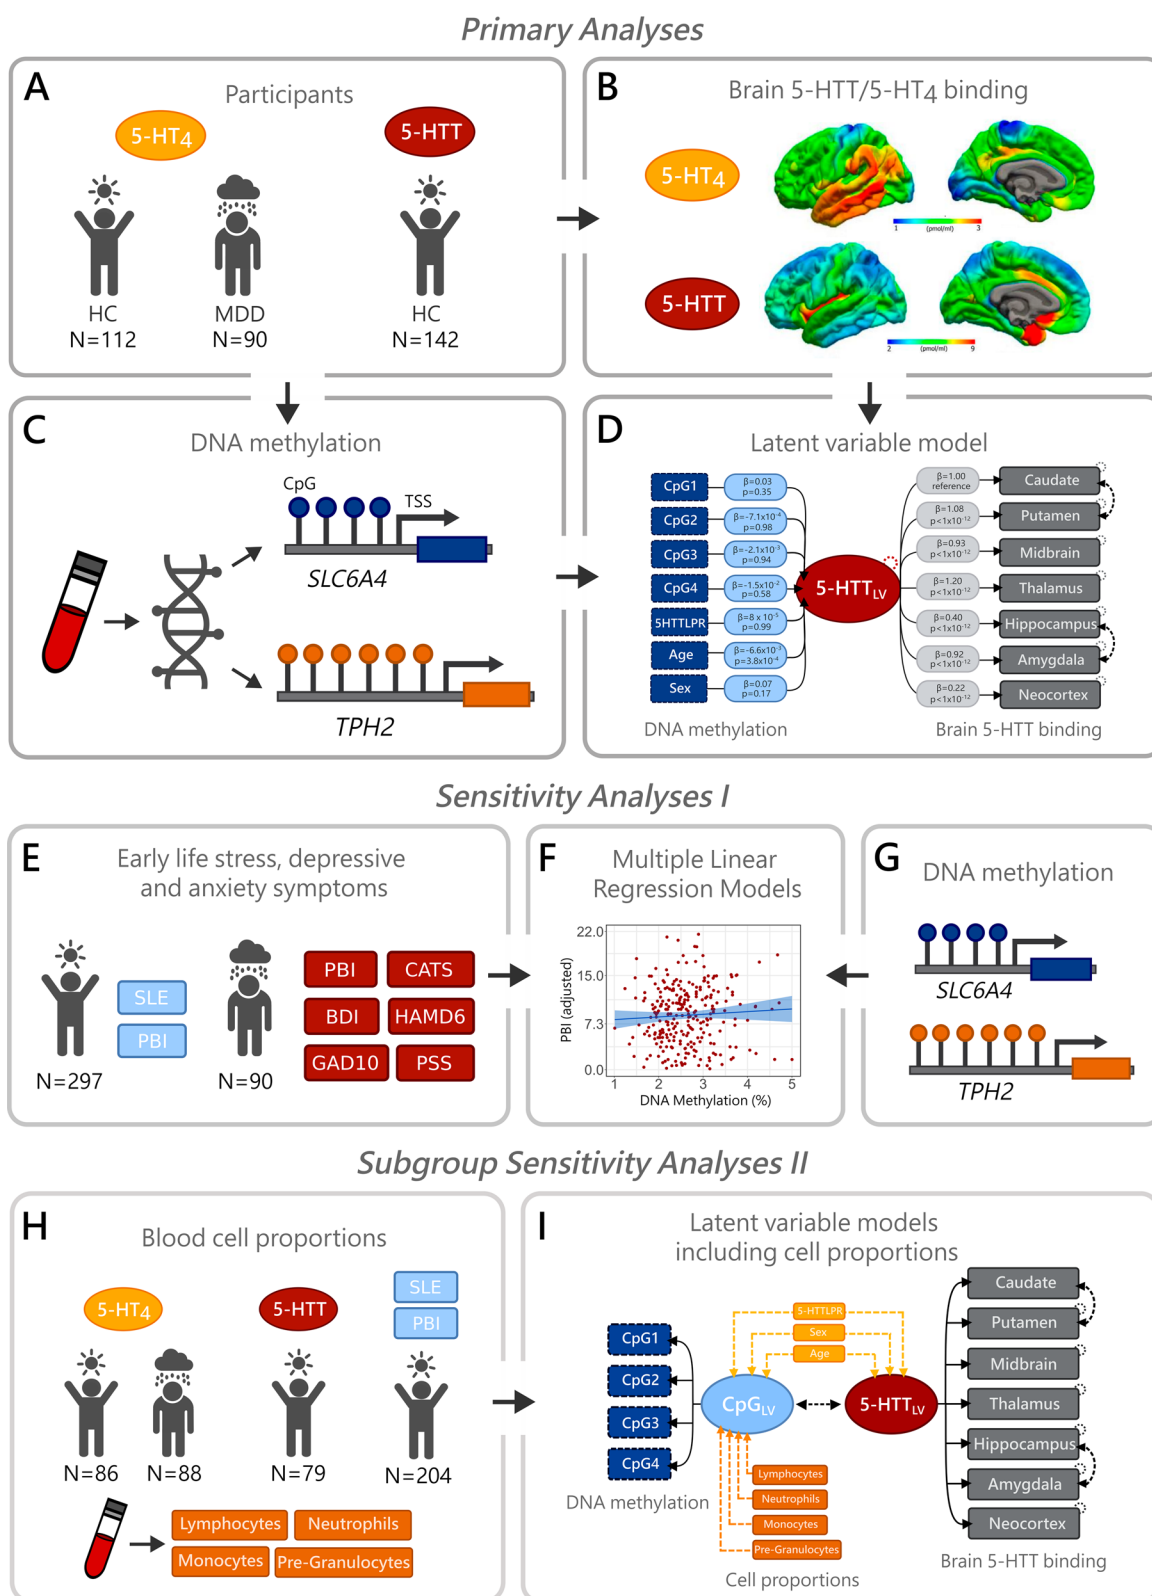 Primary Analyses
A
Participants
5-HT4
5-HTT
HC
N=112
MDD
N=90
HC
N=142
B
Brain 5-HTT/5-HT4 binding
5-HT4
1
(pmol/ml)
3
5-HTT
2
(pmol/ml)
9
C
DNA methylation
CpG
TSS
SLC6A4
TPH2
D
Latent variable model
CpG1
β=0.03
p=0.35
CpG2
β=-7.1x10-4
p=0.98
CpG3
β=-2.1x10-3
p=0.94
CpG4
β=-1.5x10-2
p=0.58
5HTTLPR
β=8 x 10-5
p=0.99
Age
β=-6.6x10-3
p=3.8x10-4
Sex
β=0.07
p=0.17
DNA methylation
5-HTTLV
β=1.00
reference
Caudate
β=1.08
p<1x10-12
Putamen
β=0.93
p<1x10-12
Midbrain
β=1.20
p<1x10-12
Thalamus
β=0.40
p<1x10-12
Hippocampus
β=0.92
p<1x10-12
Amygdala
β=0.22
p<1x10-12
Neocortex
Brain 5-HTT binding
Sensitivity Analyses I
E
Early life stress, depressive
and anxiety symptoms
SLE
PBI
N=297
N=90
PBI
CATS
BDI
HAMD6
GAD10
PSS
F
Multiple Linear
Regression Models
PBI (adjusted)
22.0
15.0
7.3
0.0
1 2 3 4 5
DNA Methylation (%)
G
DNA methylation
SLC6A4
TPH2
Subgroup Sensitivity Analyses II
H
Blood cell proportions
5-HT4
5-HTT
SLE
PBI
N=86
N=88
N=79
N=204
Lymphocytes
Neutrophils
Monocytes
Pre-Granulocytes
I
Latent variable models
including cell proportions
CpG1
CpG2
CpG3
CpG4
DNA methylation
5-HTTLPR
Sex
Age
CpGLV
5-HTTLV
Lymphocytes
Neutrophils
Monocytes
Pre-Granulocytes
Cell proportions
Caudate
Putamen
Midbrain
Thalamus
Hippocampus
Amygdala
Neocortex
Brain 5-HTT binding